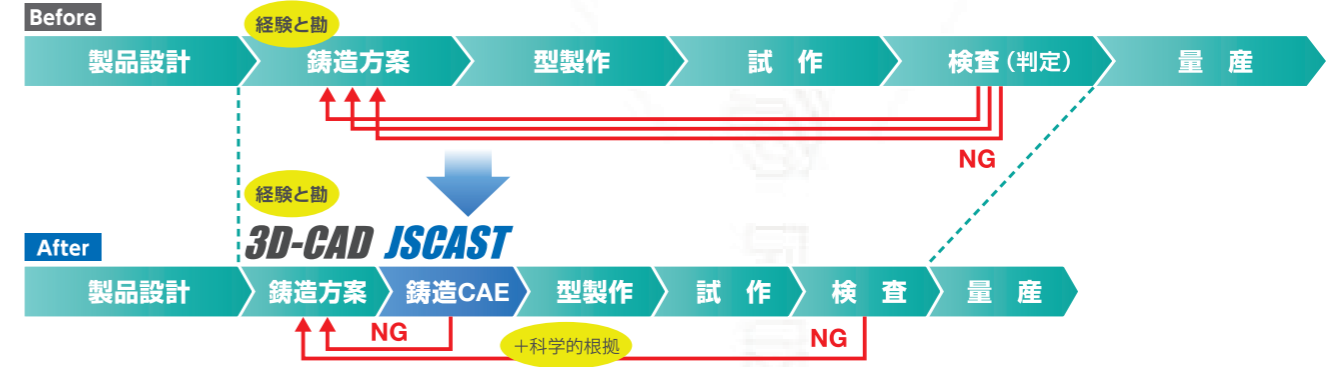 Before
経験と勘
製品設計 鋳造方案 型製作 試 作 検査（判定） 量 産
NG
経験と勘
3D-CAD JSCAST
After
製品設計 鋳造方案 鋳造CAE 型製作 試 作 検 査 量 産
NG
＋科学的根拠
NG